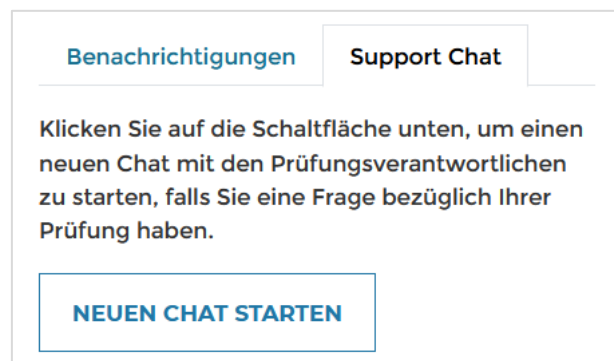 Benachrichtigungen Support Chat
Klicken Sie auf die Schaltfläche unten, um einen
neuen Chat mit den Prüfungsverantwortlichen
zu starten, falls Sie eine Frage bezüglich Ihrer
Prüfung haben.
NEUEN CHAT STARTEN